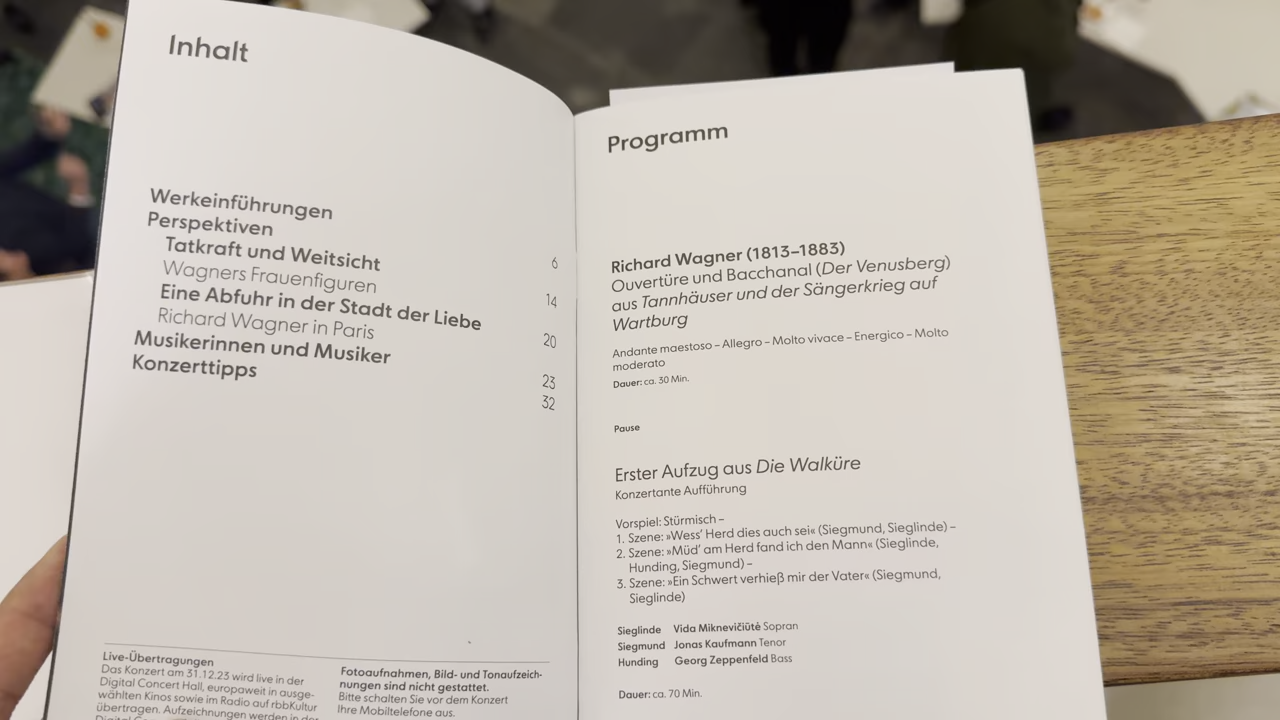 Inhalt
Werkeinführungen
Perspektiven
Tatkraft und Weitsicht
Wagners Frauenfiguren
Eine Abfuhr in der Stadt der Liebe
Richard Wagner in Paris
Musikerinnen und Musiker
Konzerttipps
6
14
20
23
32
Live-Übertragungen
Das Konzert am 31.12.23 wird live in der
Digital Concert Hall, europaweit in ausge-
wählten Kinos sowie im Radio auf rbbKultur
übertragen. Aufzeichnungen werden in der
Digital Concert
Fotoaufnahmen, Bild- und Tonaufzeich-
nungen sind nicht gestattet.
Bitte schalten Sie vor dem Konzert
Ihre Mobiltelefone aus.
Programm
Richard Wagner (1813–1883)
Ouvertüre und Bacchanal (Der Venusberg)
aus Tannhäuser und der Sängerkrieg auf
Wartburg
Andante maestoso – Allegro – Molto vivace – Energico – Molto
moderato
Dauer: ca. 30 Min.
Pause
Erster Aufzug aus Die Walküre
Konzertante Aufführung
Vorspiel: Stürmisch –
1. Szene: »Wess’ Herd dies auch sei« (Siegmund, Sieglinde) –
2. Szene: »Müd’ am Herd fand ich den Mann« (Sieglinde,
Hunding, Siegmund) –
3. Szene: »Ein Schwert verhieß mir der Vater« (Siegmund,
Sieglinde)
Sieglinde Vida Miknevičiūtė Sopran
Siegmund Jonas Kaufmann Tenor
Hunding Georg Zeppenfeld Bass
Dauer: ca. 70 Min.